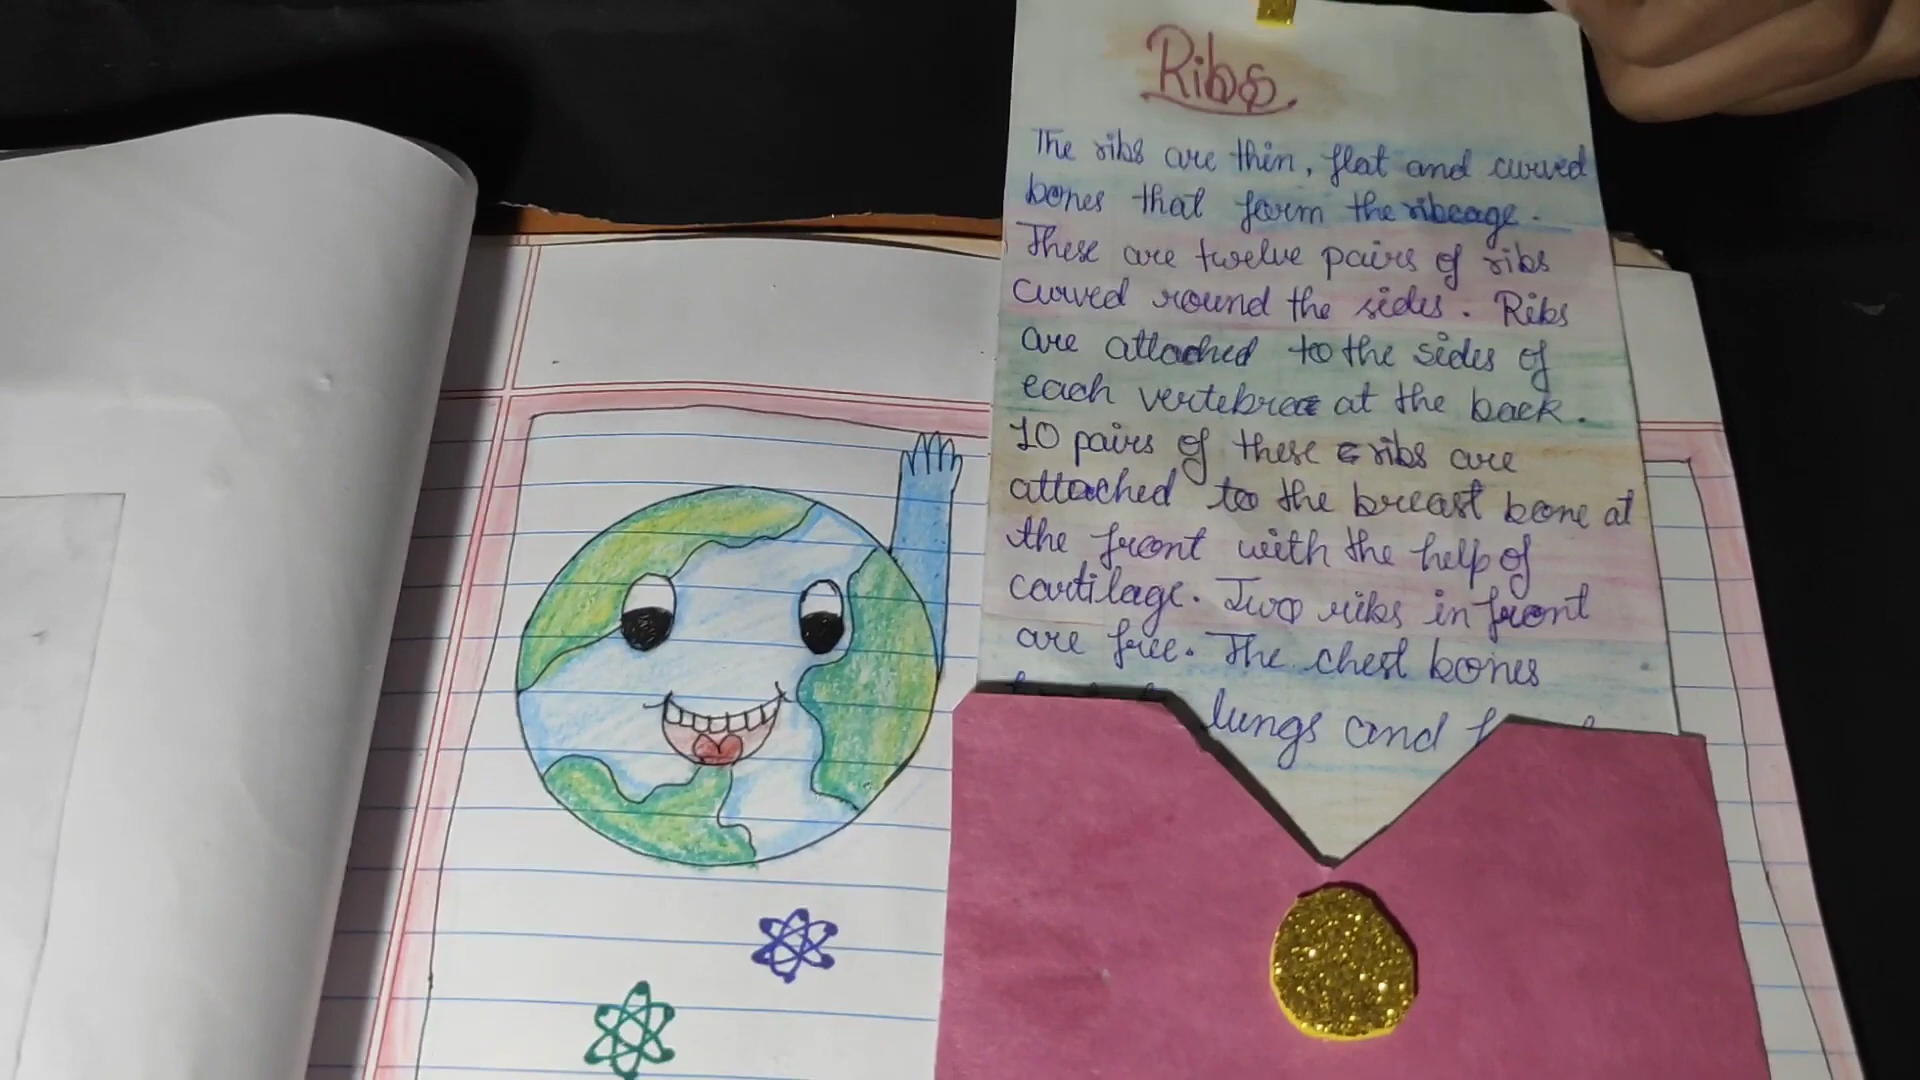 Ribs
The ribs are thin, flat and curved
bones that form the ribcage.
These are twelve pairs of ribs
curved round the sides. Ribs
are attached to the sides of
each vertebrae at the back.
10 pairs of these ribs are
attached to the breast bone at
the front with the help of
cartilage. Two ribs in front
are free. The chest bones
lungs and